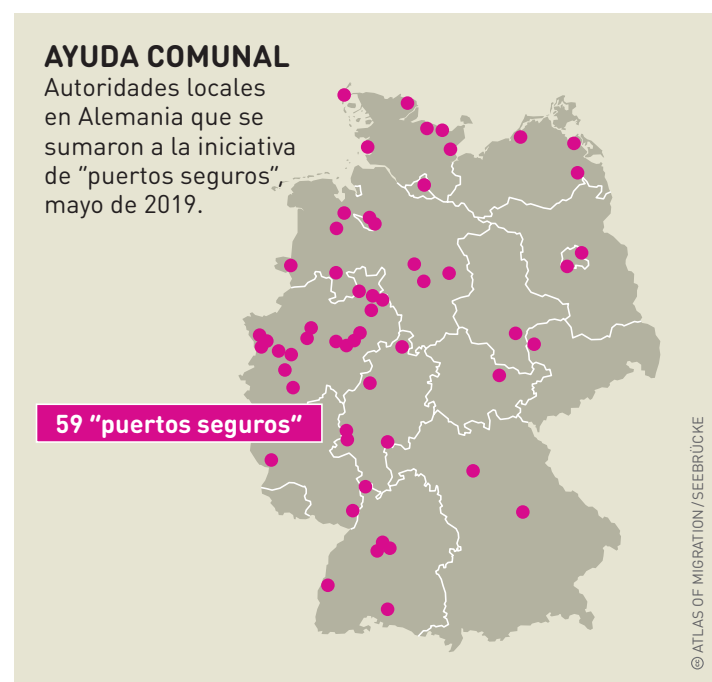 AYUDA COMUNAL
Autoridades locales
en Alemania que se
sumaron a la iniciativa
de “puertos seguros”,
mayo de 2019.
59 “puertos seguros”
🄯 ATLAS OF MIGRATION / SEEBRÜCKE